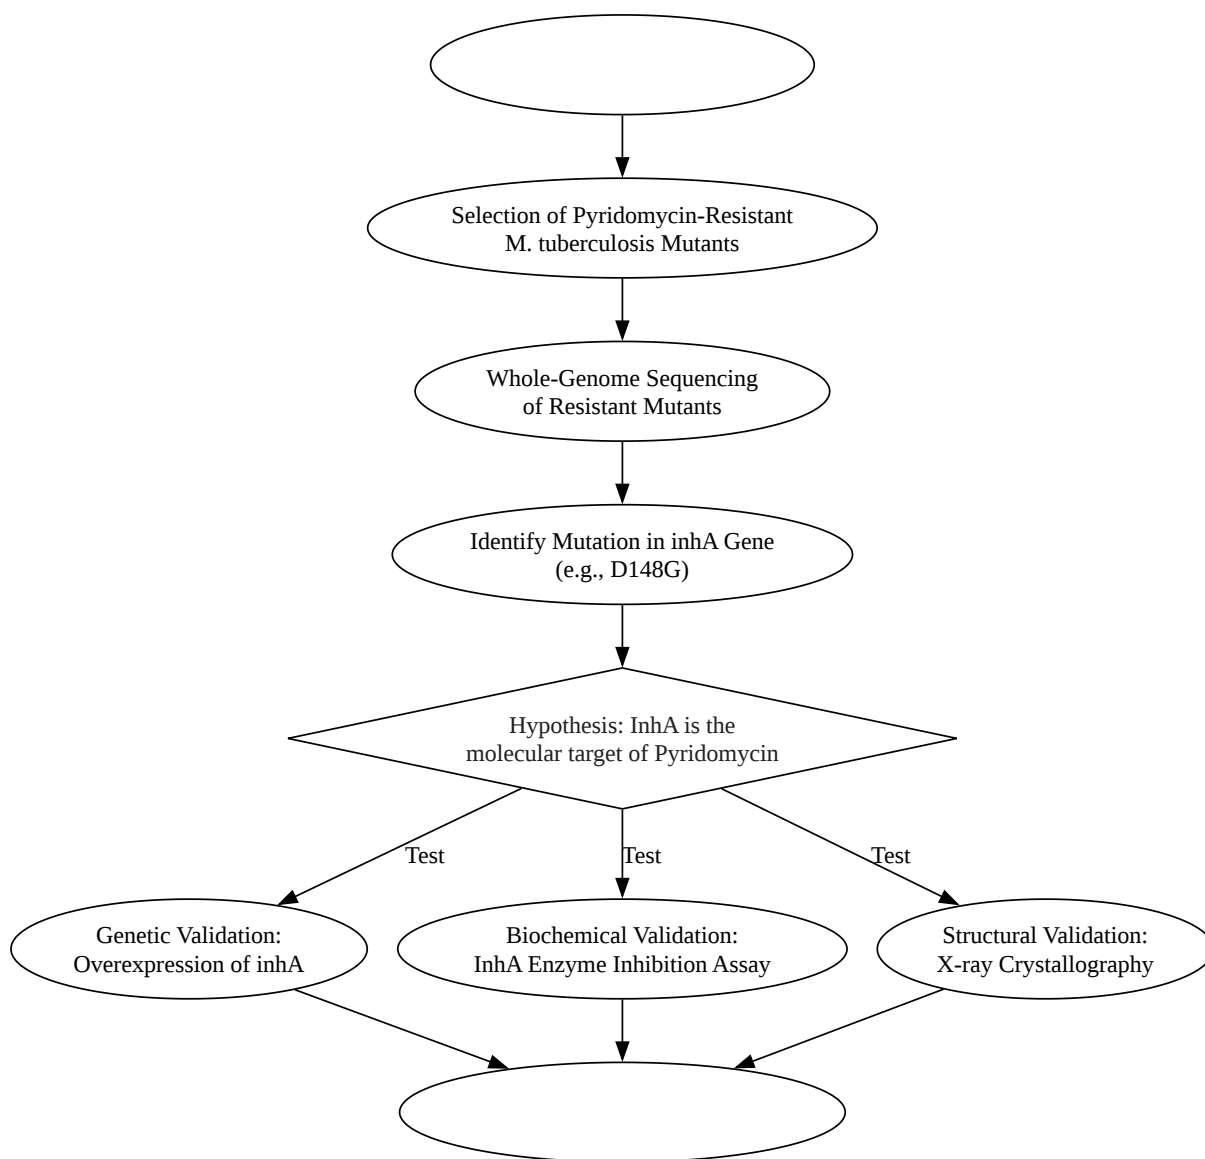 Selection of Pyridomycin-Resistant
M. tuberculosis Mutants
Whole-Genome Sequencing
of Resistant Mutants
Identify Mutation in inhA Gene
(e.g., D148G)
Hypothesis: InhA is the
molecular target of Pyridomycin
Test
Test
Test
Genetic Validation:
Overexpression of inhA
Biochemical Validation:
InhA Enzyme Inhibition Assay
Structural Validation:
X-ray Crystallography